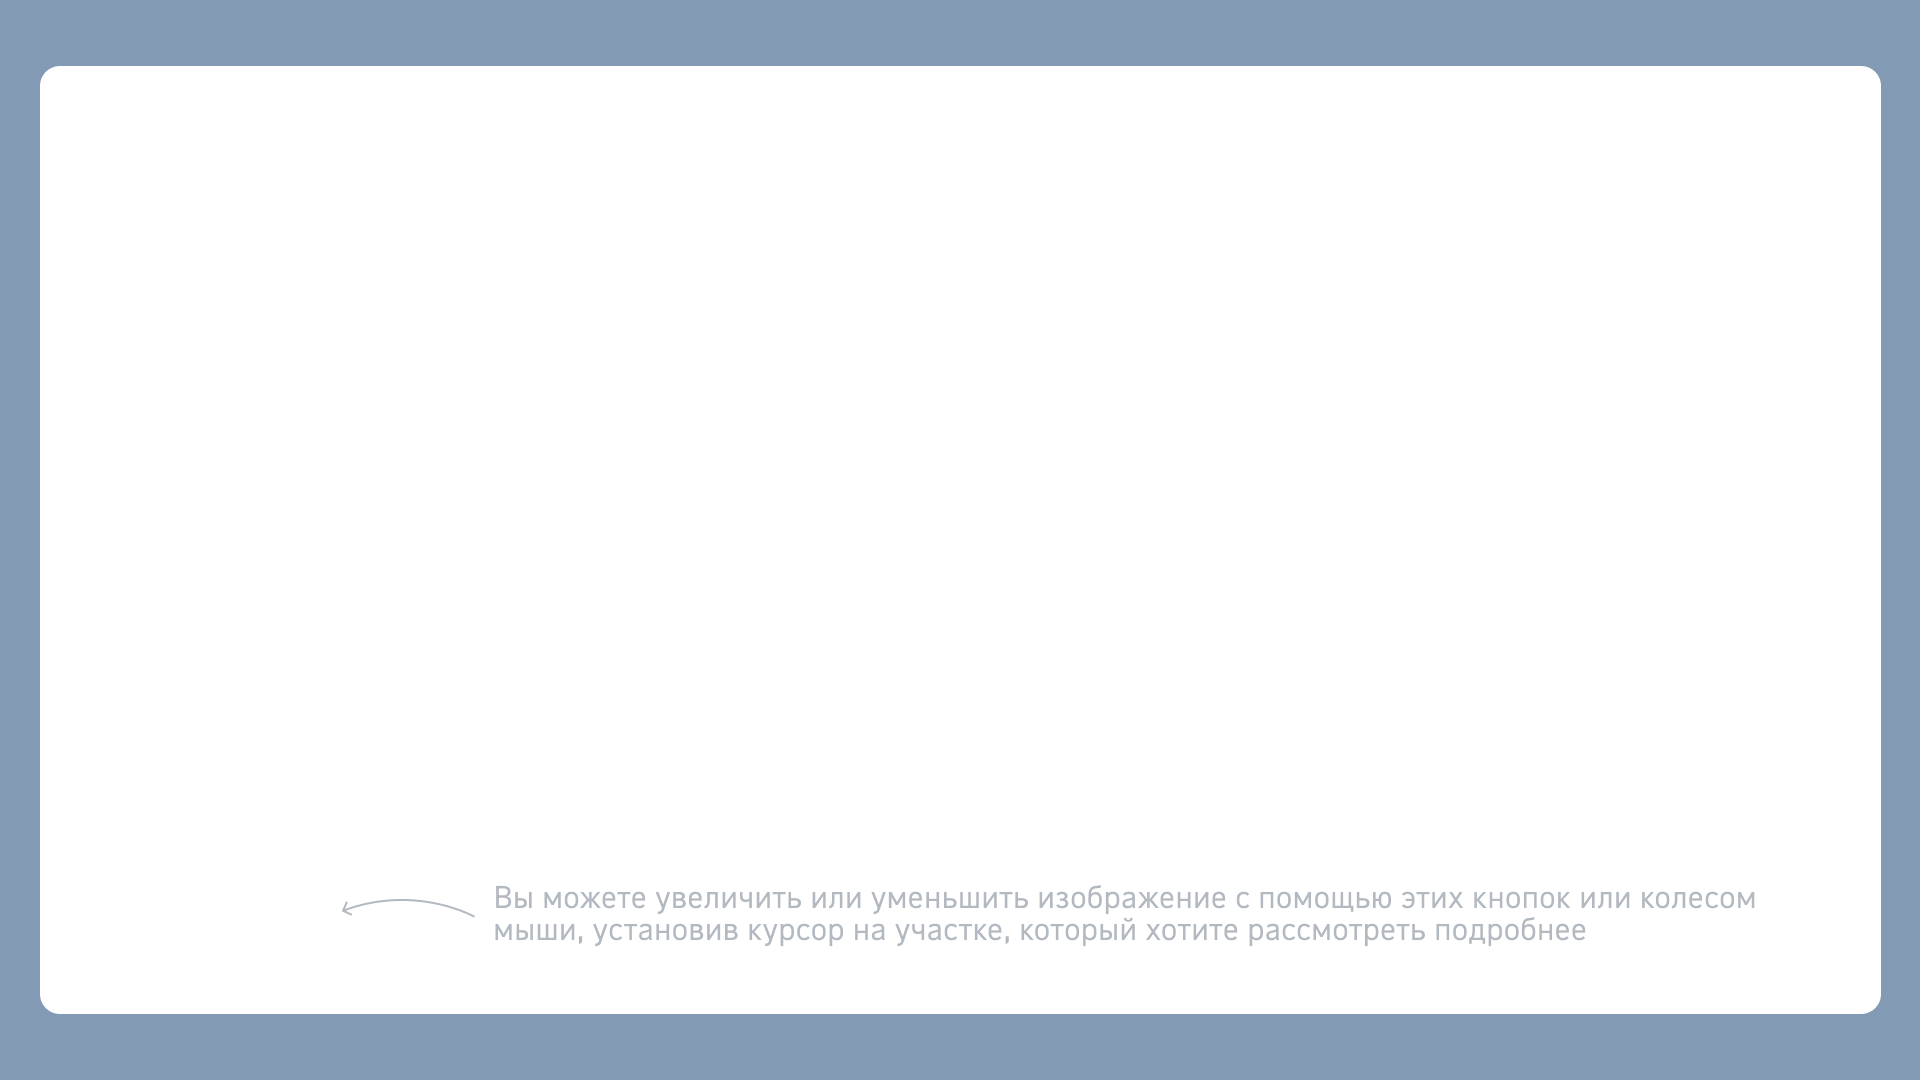 Вы можете увеличить или уменьшить изображение с помощью этих кнопок или колесом
мыши, установив курсор на участке, который хотите рассмотреть подробнее